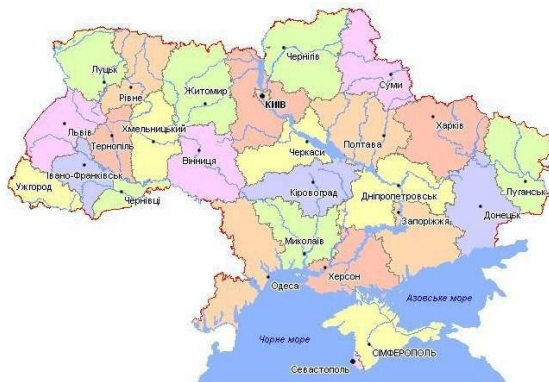 Чернігів
Луцьк
Суми
Рівне
Житомир
КИЇВ
Харків
Львів
Хмельницький
Полтава
Тернопіль
Вінниця
Черкаси
Івано-Франківськ
Ужгород
Кіровоград
Дніпропетровськ
Луганськ
Чернівці
Донецьк
Запоріжжя
Миколаїв
Херсон
Одеса
Азовське море
Чорне море
СІМФЕРОПОЛЬ
Севастополь